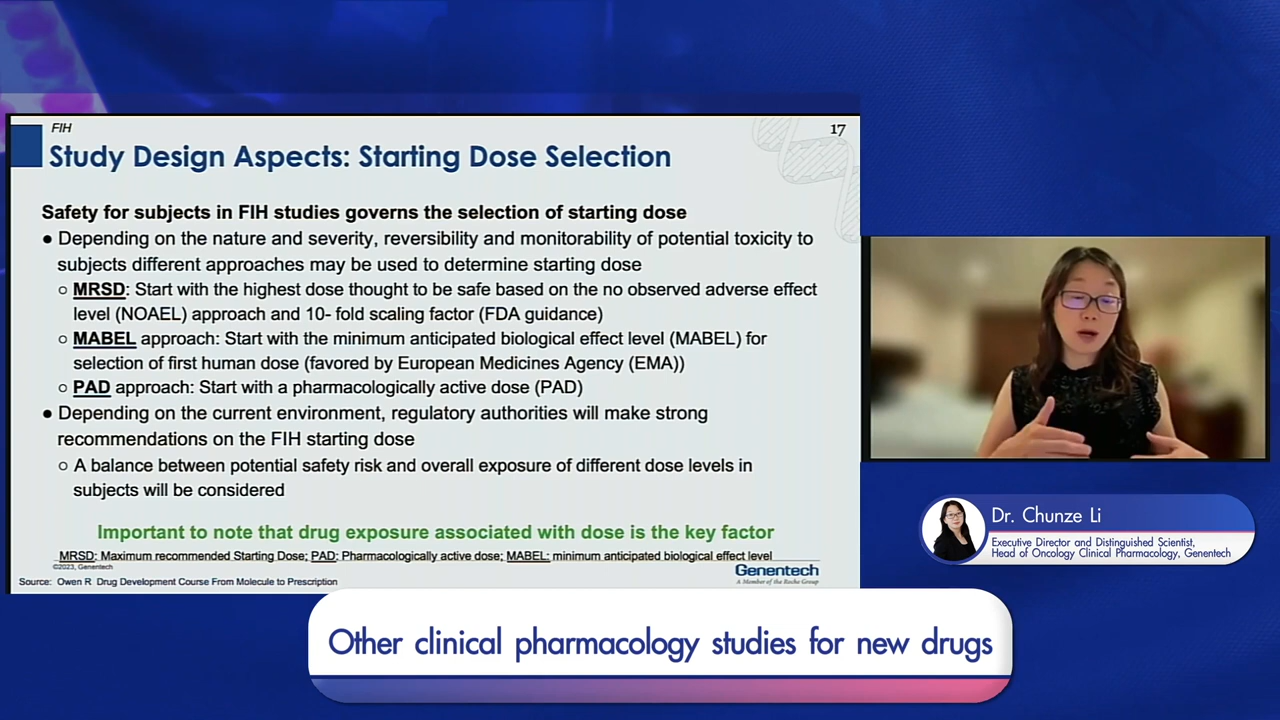 FIH
17
Study Design Aspects: Starting Dose Selection
Safety for subjects in FIH studies governs the selection of starting dose
● Depending on the nature and severity, reversibility and monitorability of potential toxicity to
subjects different approaches may be used to determine starting dose
○ MRSD: Start with the highest dose thought to be safe based on the no observed adverse effect
level (NOAEL) approach and 10- fold scaling factor (FDA guidance)
○ MABEL approach: Start with the minimum anticipated biological effect level (MABEL) for
selection of first human dose (favored by European Medicines Agency (EMA))
○ PAD approach: Start with a pharmacologically active dose (PAD)
● Depending on the current environment, regulatory authorities will make strong
recommendations on the FIH starting dose
○ A balance between potential safety risk and overall exposure of different dose levels in
subjects will be considered
Important to note that drug exposure associated with dose is the key factor
MRSD: Maximum recommended Starting Dose; PAD: Pharmacologically active dose; MABEL: minimum anticipated biological effect level
©2023, Genentech
Genentech
A Member of the Roche Group
Source: Owen R Drug Development Course From Molecule to Prescription
Dr. Chunze Li
Executive Director and Distinguished Scientist,
Head of Oncology Clinical Pharmacology, Genentech
Other clinical pharmacology studies for new drugs